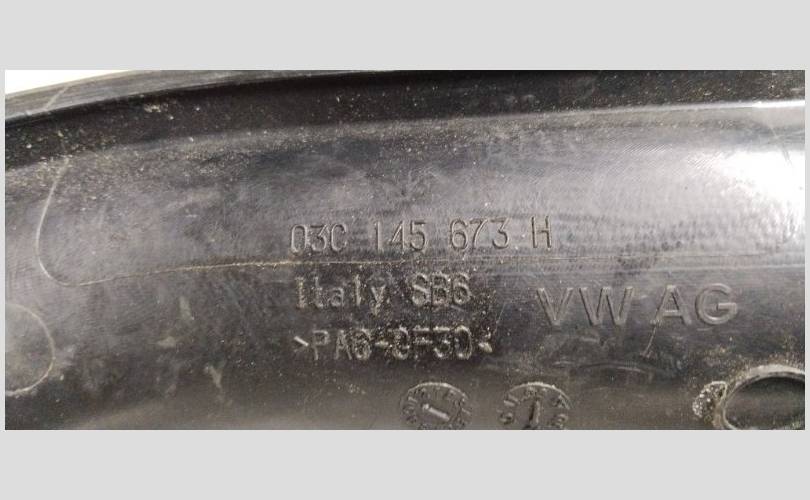 03C 145 673 H
Italy SB6
VW AG
>PA6-GF30<